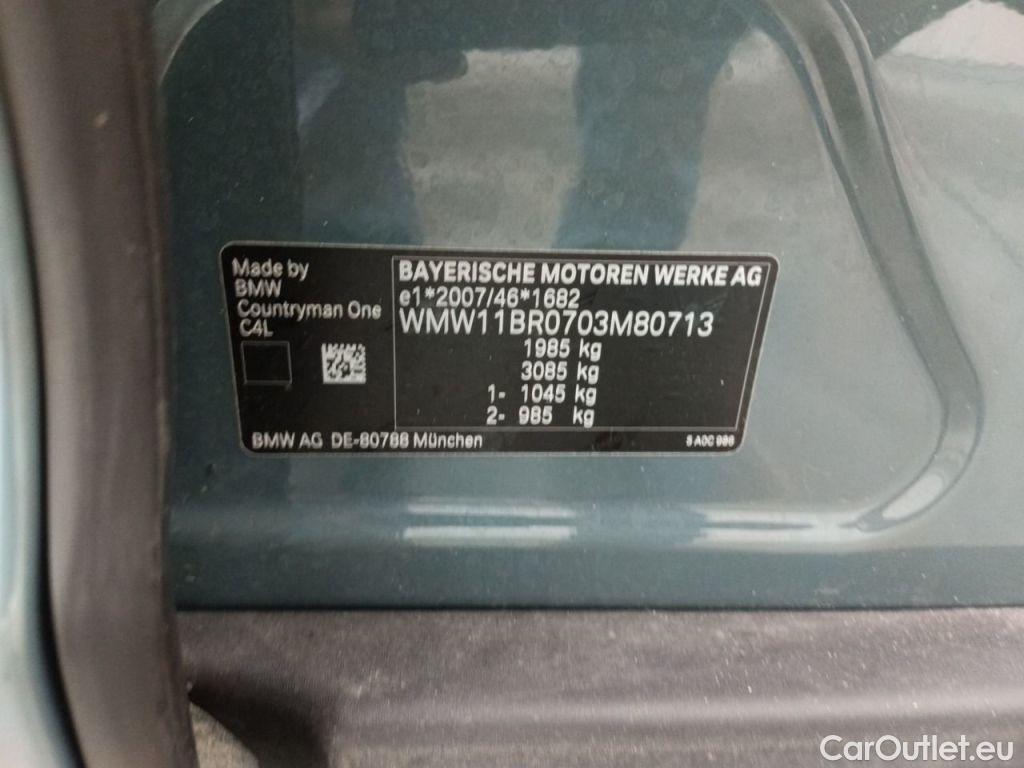 Made by
BMW
Countryman One
C4L
BAYERISCHE MOTOREN WERKE AG
e1*2007/46*1682
WMW11BR0703M80713
1985 kg
3085 kg
1- 1045 kg
2- 985 kg
BMW AG DE-80788 München
CarOutlet.eu